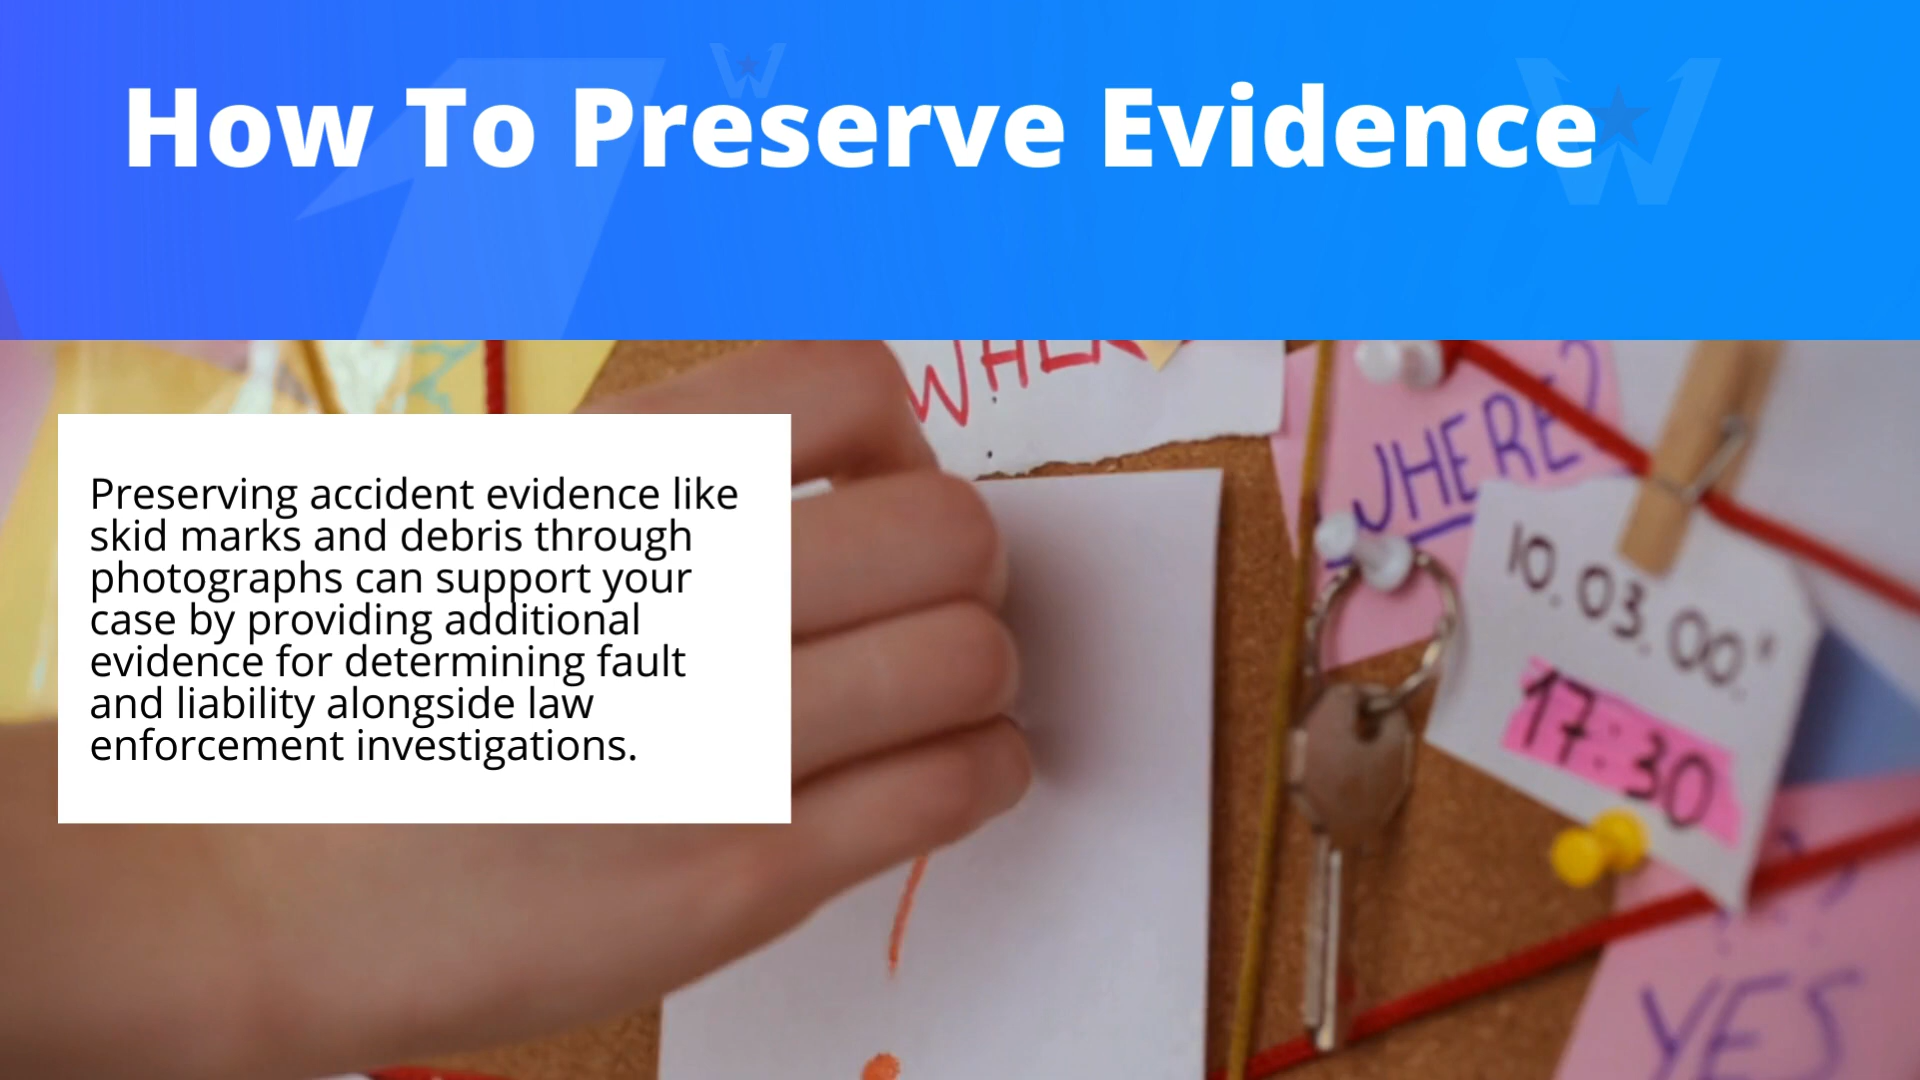 How To Preserve Evidence
Preserving accident evidence like
skid marks and debris through
photographs can support your
case by providing additional
evidence for determining fault
and liability alongside law
enforcement investigations.
WHERE?
10.03.00'
17:30
YES